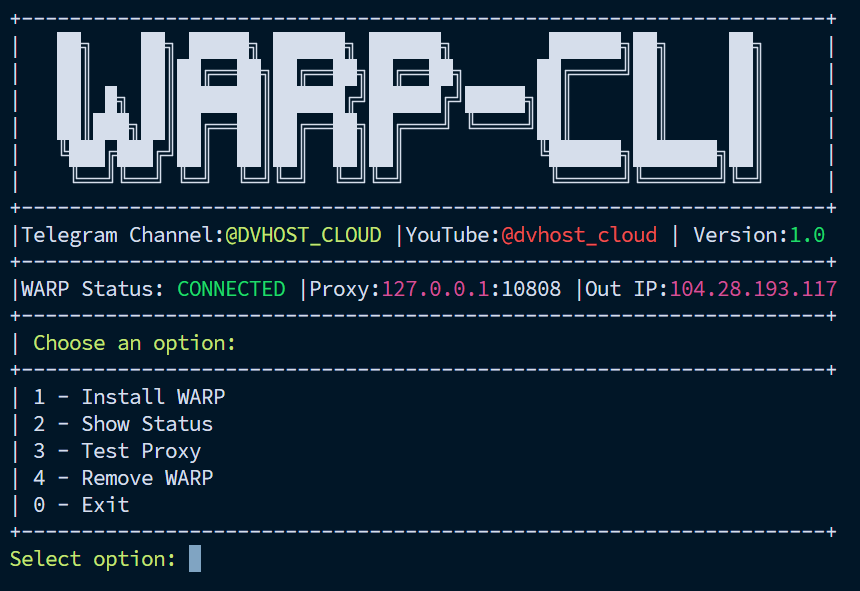 WARP-CLI
|Telegram Channel:@DVHOST_CLOUD |YouTube:@dvhost_cloud | Version:1.0
|WARP Status: CONNECTED |Proxy:127.0.0.1:10808 |Out IP:104.28.193.117
| Choose an option:
| 1 - Install WARP
| 2 - Show Status
| 3 - Test Proxy
| 4 - Remove WARP
| 0 - Exit
Select option: